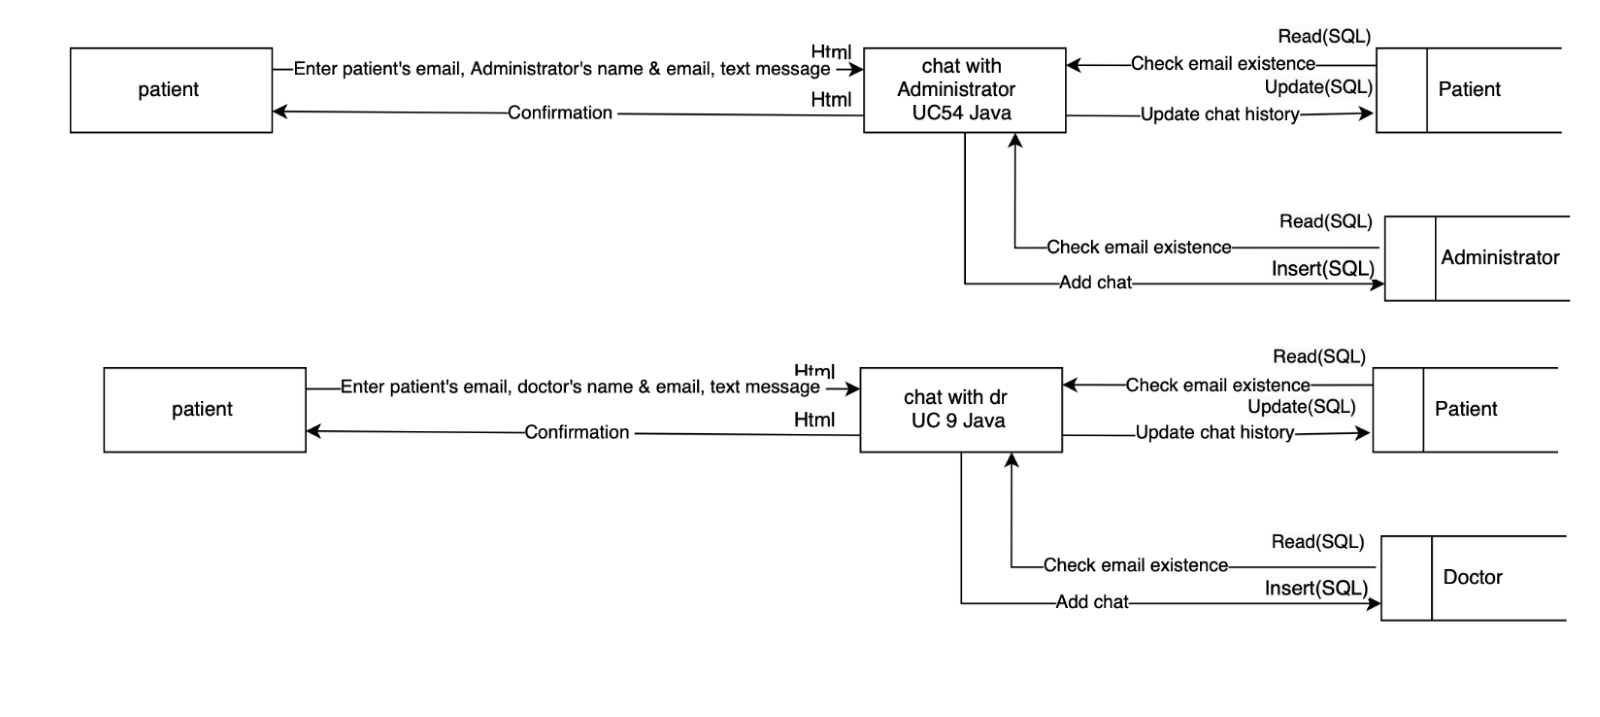 patient
Enter patient's email, Administrator's name & email, text message
Html
Confirmation
Html
chat with
Administrator
UC54 Java
Read(SQL)
Check email existence
Update(SQL)
Update chat history
Patient
Read(SQL)
Check email existence
Insert(SQL)
Add chat
Administrator
patient
Enter patient's email, doctor's name & email, text message
Html
Confirmation
Html
chat with dr
UC 9 Java
Read(SQL)
Check email existence
Update(SQL)
Update chat history
Patient
Read(SQL)
Check email existence
Insert(SQL)
Add chat
Doctor